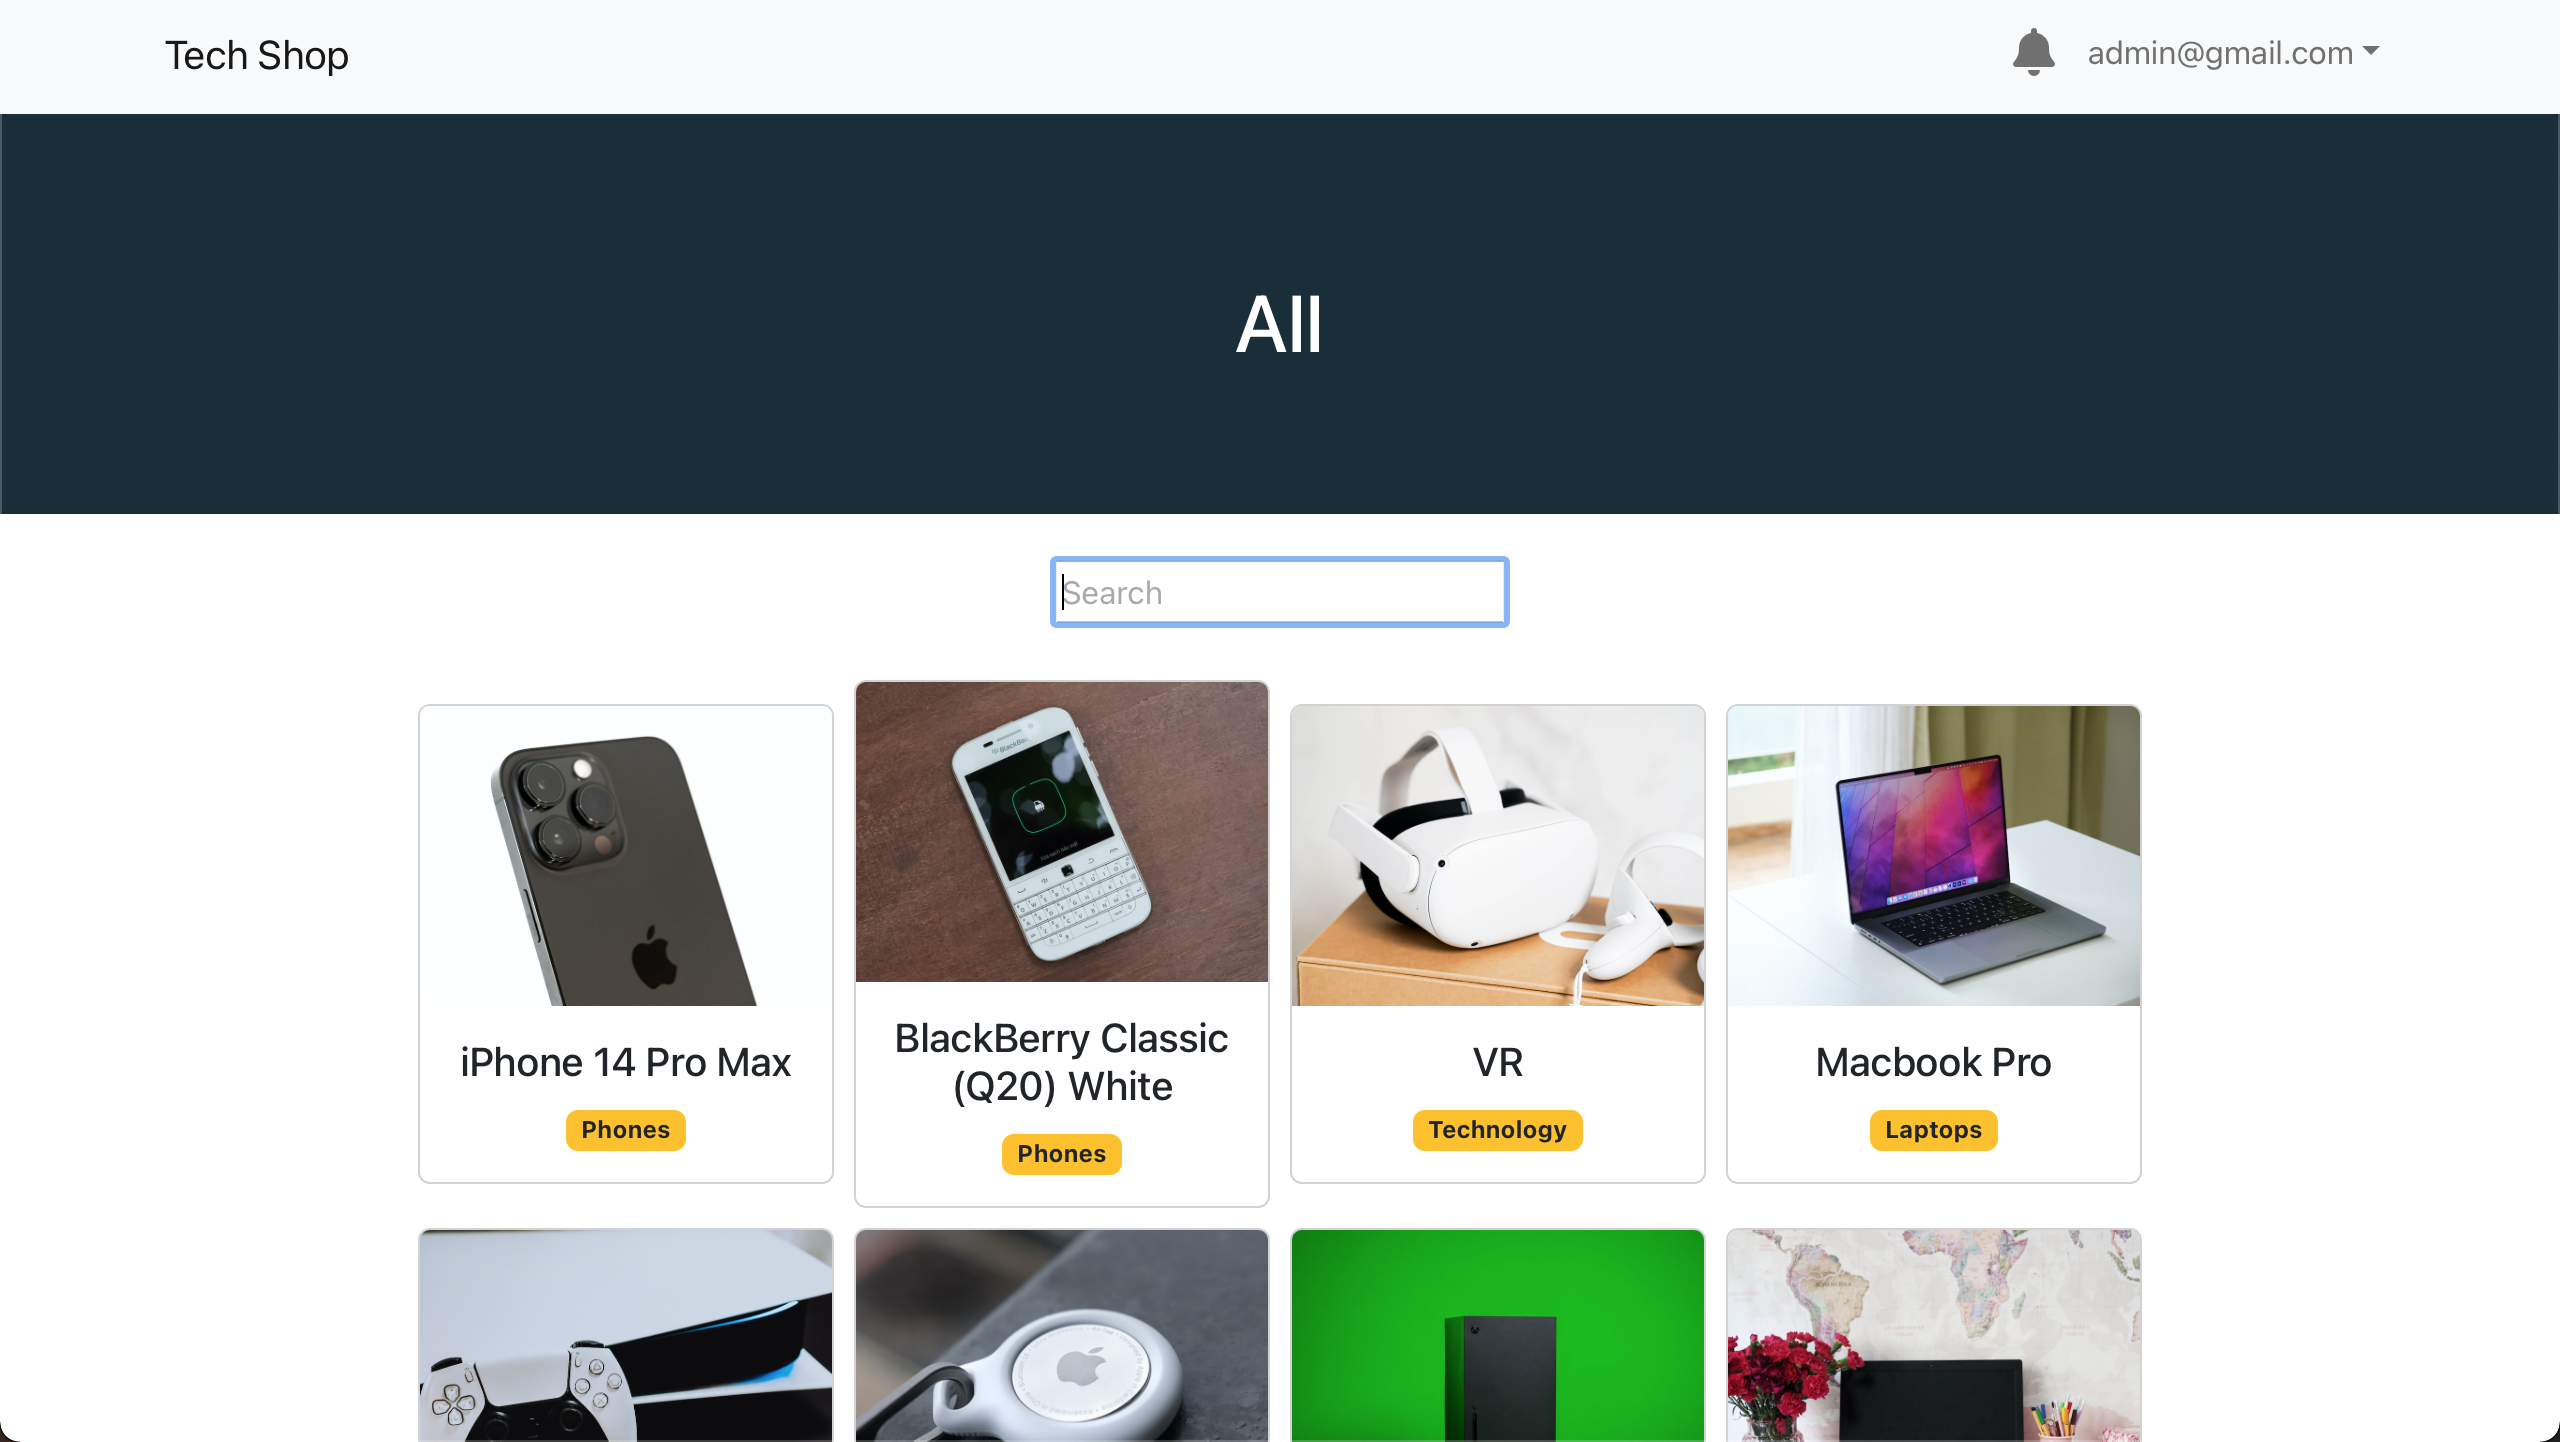 Tech Shop
admin@gmail.com
All
Search
BlackBerry
iPhone 14 Pro Max
BlackBerry Classic
(Q20) White
VR
Macbook Pro
Phones
Phones
Technology
Laptops